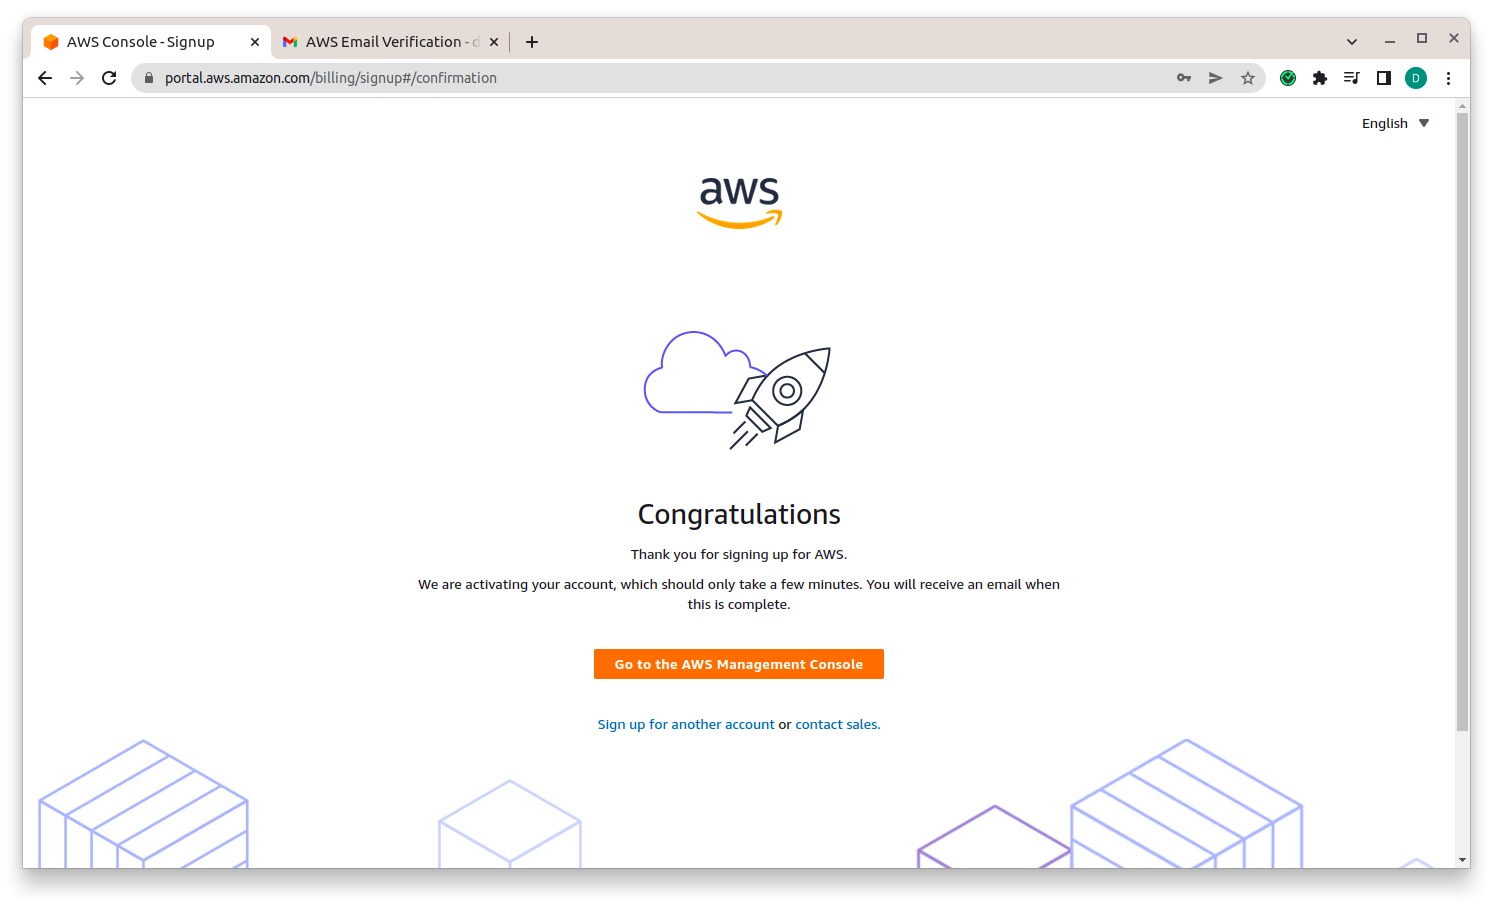 AWS Console - Signup
AWS Email Verification - d
portal.aws.amazon.com/billing/signup#/confirmation
D
English
aws
Congratulations
Thank you for signing up for AWS.
We are activating your account, which should only take a few minutes. You will receive an email when
this is complete.
Go to the AWS Management Console
Sign up for another account or contact sales.